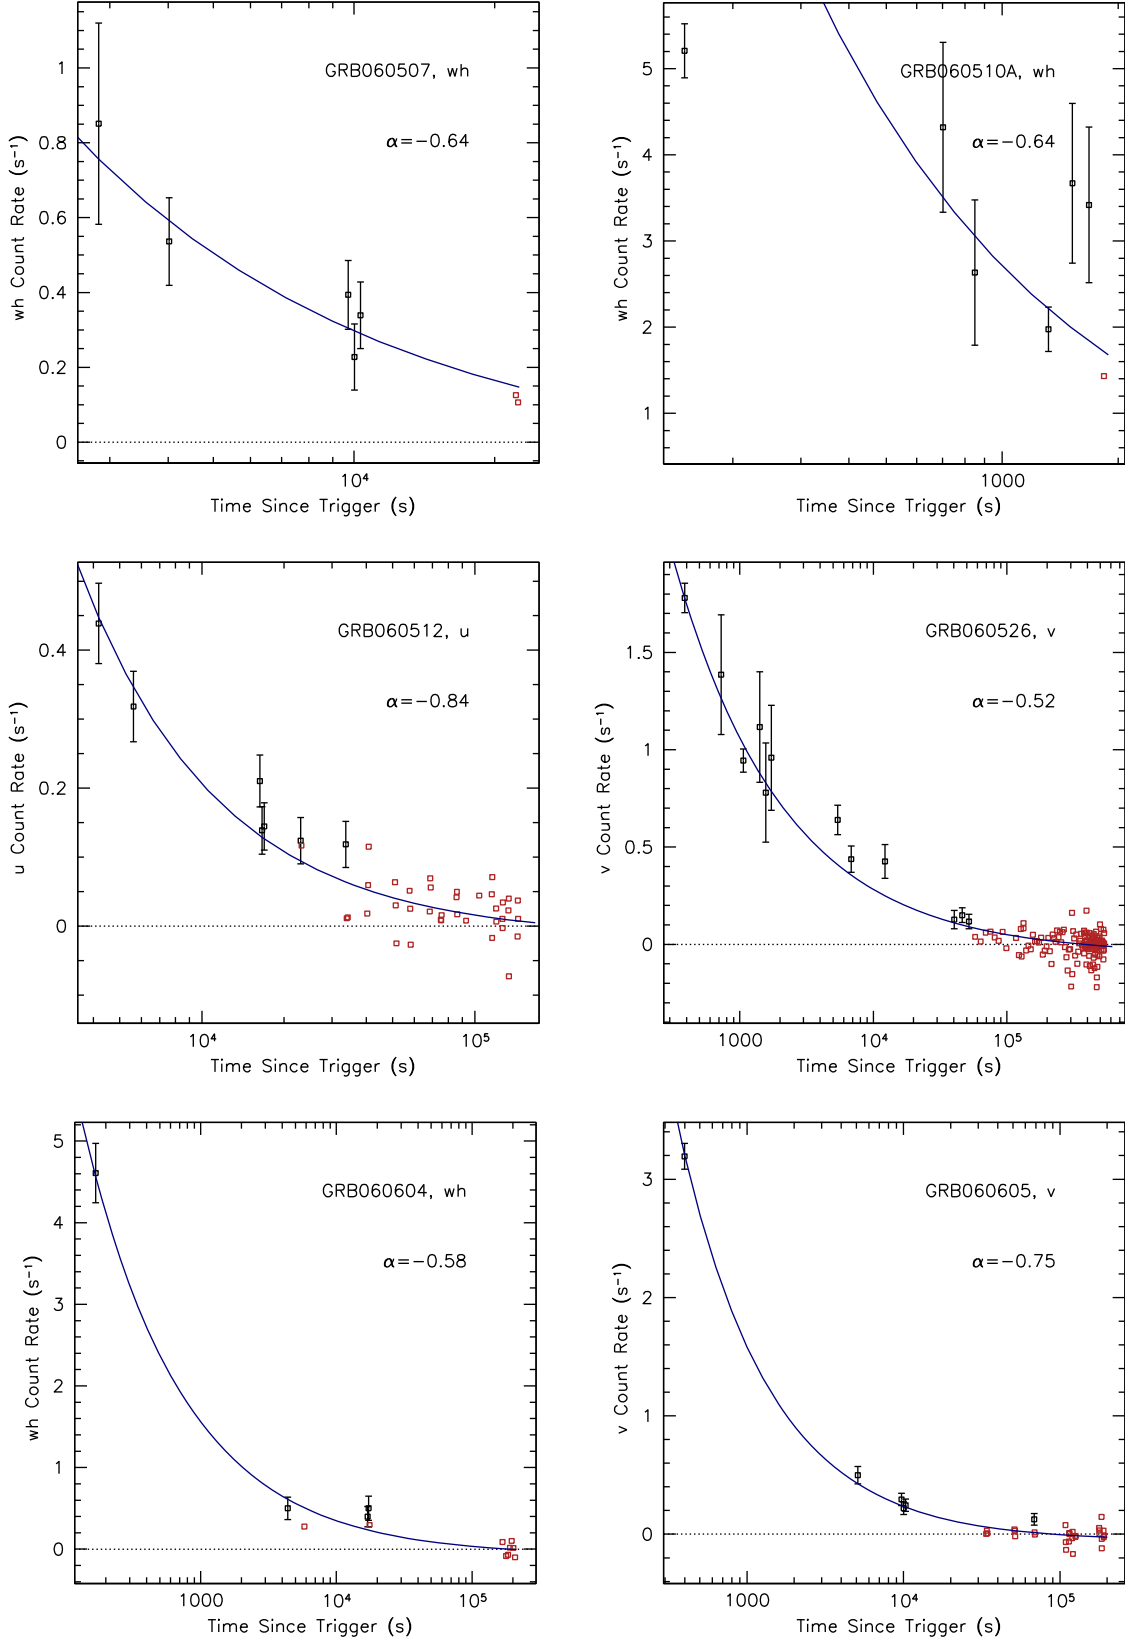 GRB060507, wh
α=−0.64
1
0.8
0.6
0.4
0.2
0
wh Count Rate (s⁻¹)
10⁴
Time Since Trigger (s)
GRB060510A, wh
α=−0.64
5
4
3
2
1
wh Count Rate (s⁻¹)
1000
Time Since Trigger (s)
GRB060512, u
α=−0.84
0.4
0.2
0
u Count Rate (s⁻¹)
10⁴ 10⁵
Time Since Trigger (s)
GRB060526, v
α=−0.52
1.5
1
0.5
0
v Count Rate (s⁻¹)
1000 10⁴ 10⁵
Time Since Trigger (s)
GRB060604, wh
α=−0.58
5
4
3
2
1
0
wh Count Rate (s⁻¹)
1000 10⁴ 10⁵
Time Since Trigger (s)
GRB060605, v
α=−0.75
3
2
1
0
v Count Rate (s⁻¹)
1000 10⁴ 10⁵
Time Since Trigger (s)